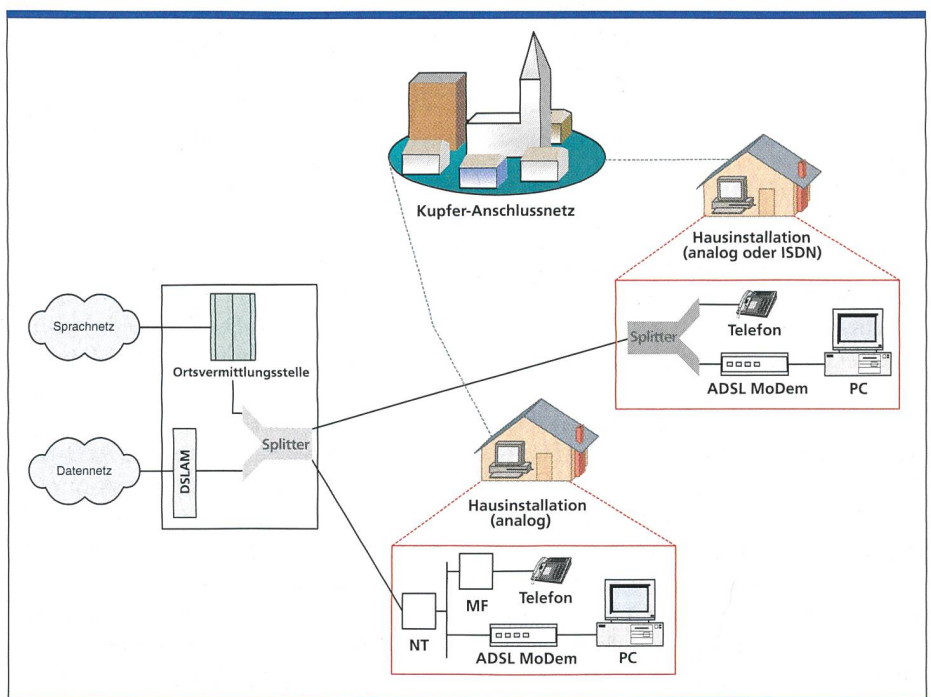 Kupfer-Anschlussnetz
Hausinstallation
(analog oder ISDN)
Sprachnetz
Ortsvermittlungsstelle
Splitter
Telefon
Splitter
ADSL MoDem
PC
Datennetz
DSLAM
Splitter
Hausinstallation
(analog)
MF
Telefon
NT
ADSL MoDem
PC